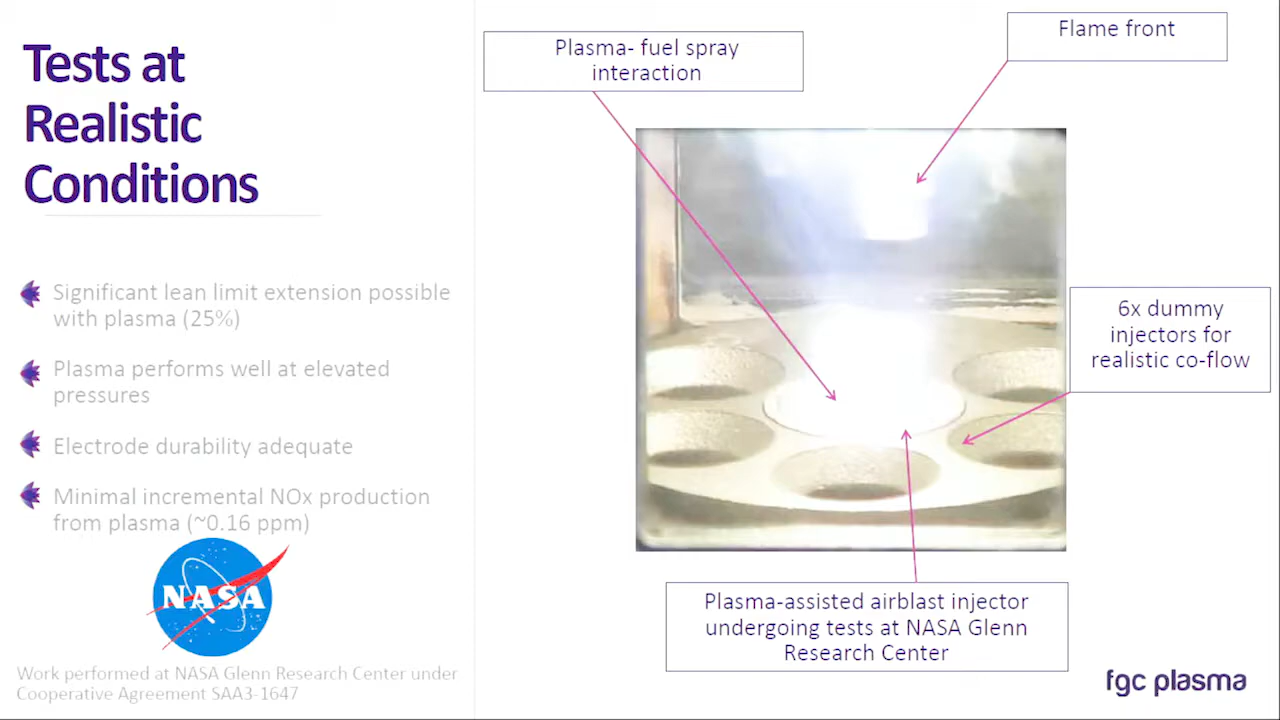 Tests at
Realistic
Conditions
Significant lean limit extension possible
with plasma (25%)
Plasma performs well at elevated
pressures
Electrode durability adequate
Minimal incremental NOx production
from plasma (~0.16 ppm)
NASA
Work performed at NASA Glenn Research Center under
Cooperative Agreement SAA3-1647
Plasma- fuel spray
interaction
Flame front
6x dummy
injectors for
realistic co-flow
Plasma-assisted airblast injector
undergoing tests at NASA Glenn
Research Center
fgc plasma